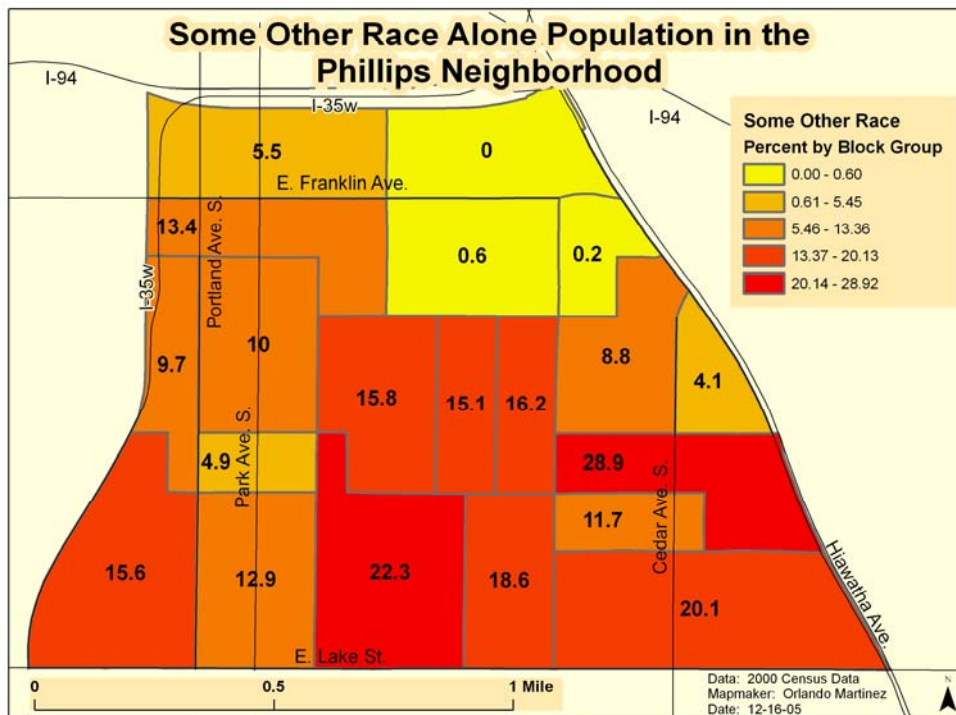 Some Other Race Alone Population in the
Phillips Neighborhood
I-94
I-35w
I-94
Some Other Race
Percent by Block Group
0.00 - 0.60
0.61 - 5.45
5.46 - 13.36
13.37 - 20.13
20.14 - 28.92
5.5
0
E. Franklin Ave.
13.4
Portland Ave. S.
0.6
0.2
I-35w
9.7
10
8.8
4.1
15.8
15.1
16.2
Park Ave. S.
4.9
28.9
Cedar Ave. S.
11.7
15.6
12.9
22.3
18.6
20.1
Hiawatha Ave.
E. Lake St.
0
0.5
1 Mile
Data: 2000 Census Data
Mapmaker: Orlando Martinez
Date: 12-16-05
N